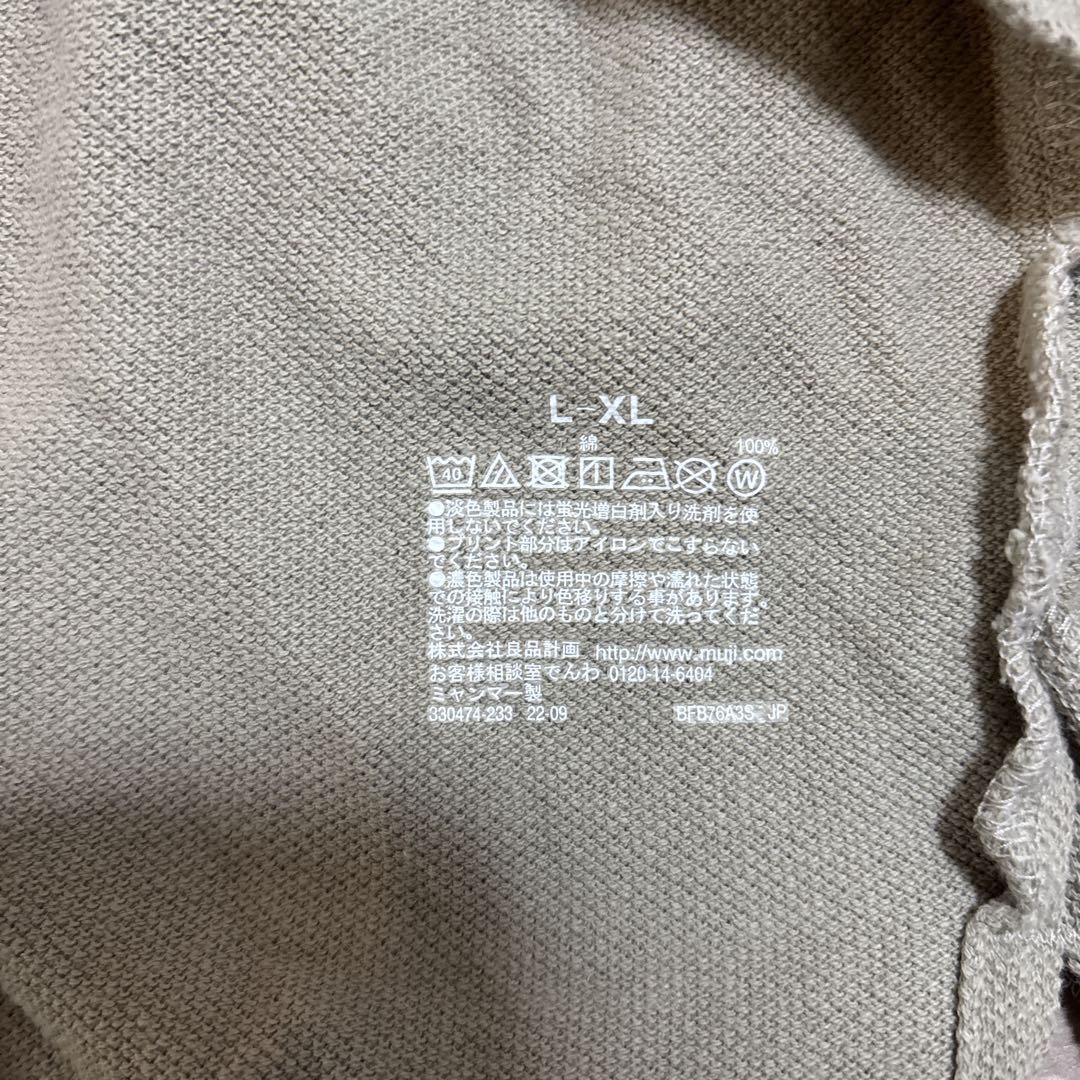 L-XL
綿 100%
40 W
●淡色製品には蛍光増白剤入り洗剤を使
用しないでください。
●プリント部分はアイロンでこすらない
でください。
●濃色製品は使用中の摩擦や濡れた状態
での接触により色移りする事があります。
洗濯の際は他のものと分けて洗ってくだ
さい。
株式会社良品計画 http://www.muji.com
お客様相談室でんわ 0120-14-6404
ミャンマー製
330474-233 22-09 BFB76A3S JP